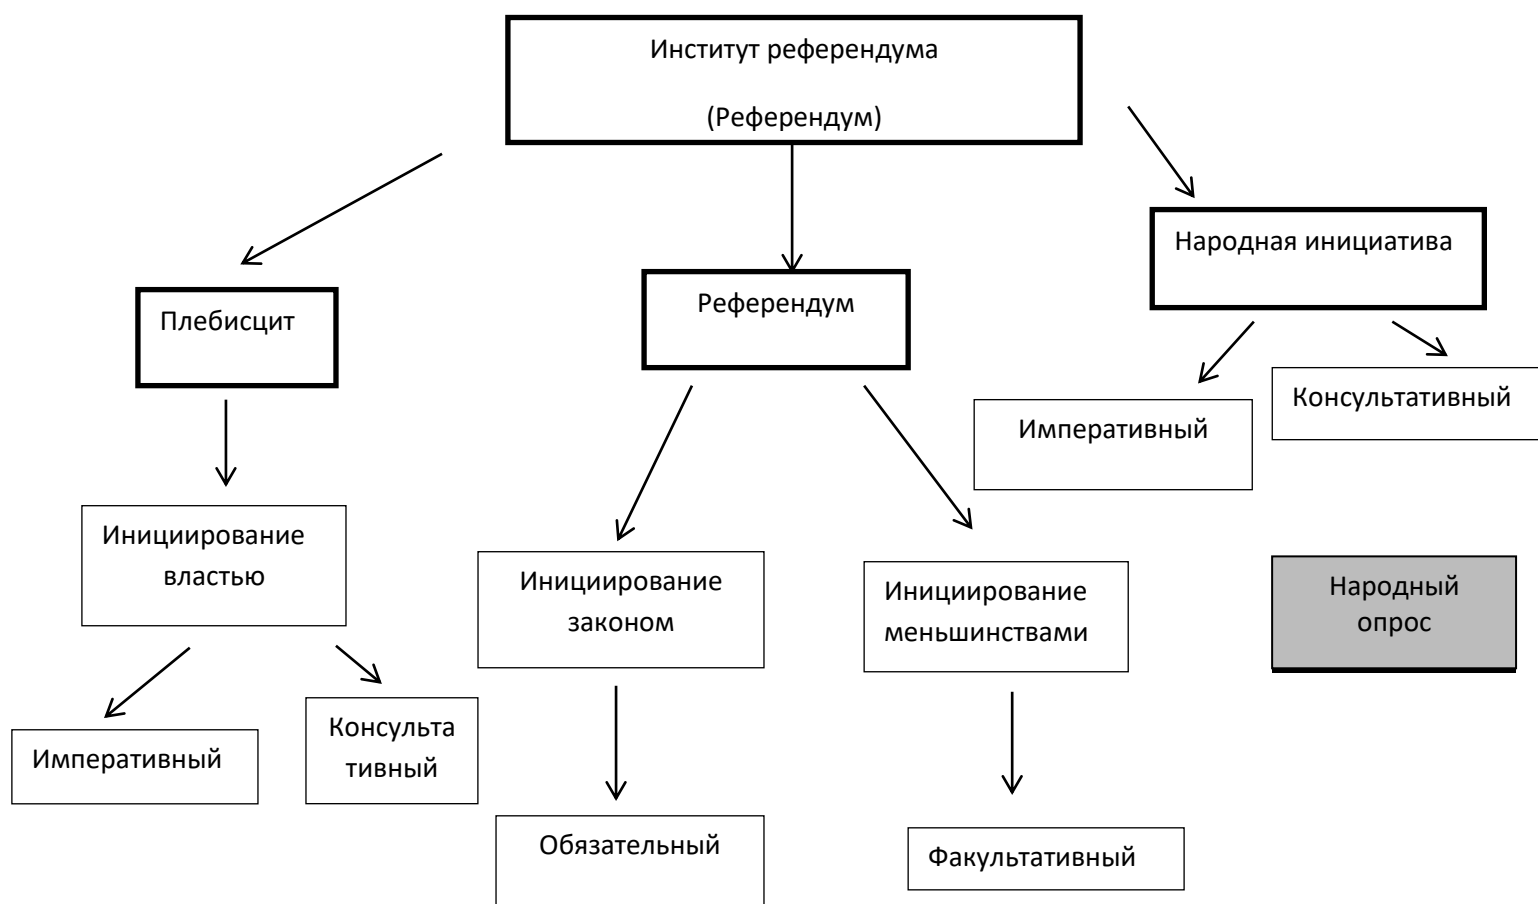 Институт референдума
(Референдум)
Народная инициатива
Плебисцит
Референдум
Императивный
Консультативный
Инициирование
властью
Инициирование
законом
Инициирование
меньшинствами
Народный
опрос
Императивный
Консульта
тивный
Обязательный
Факультативный